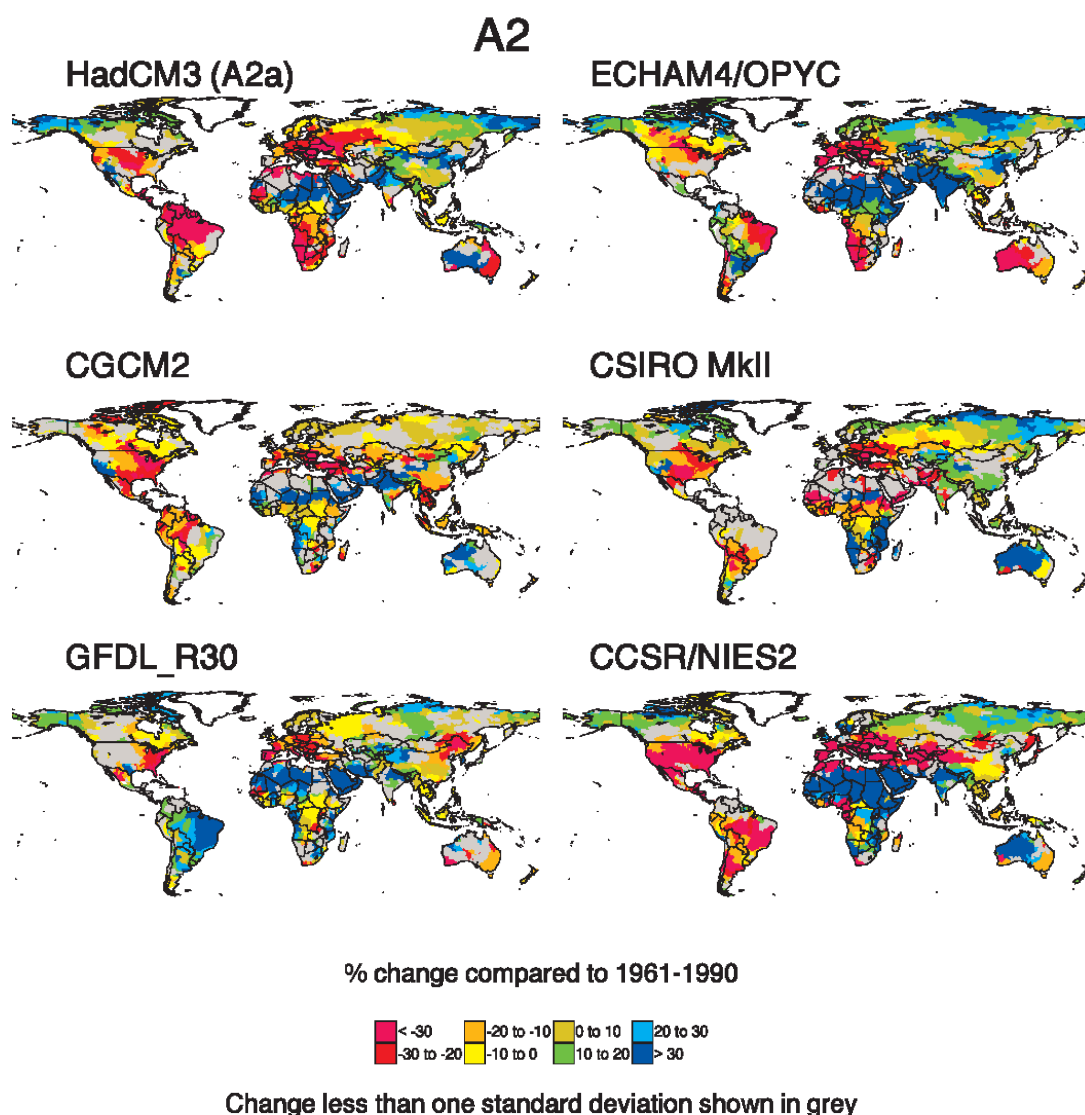 A2
HadCM3 (A2a)
ECHAM4/OPYC
CGCM2
CSIRO MkII
GFDL_R30
CCSR/NIES2
% change compared to 1961-1990
< -30 -20 to -10 0 to 10 20 to 30
-30 to -20 -10 to 0 10 to 20 > 30
Change less than one standard deviation shown in grey